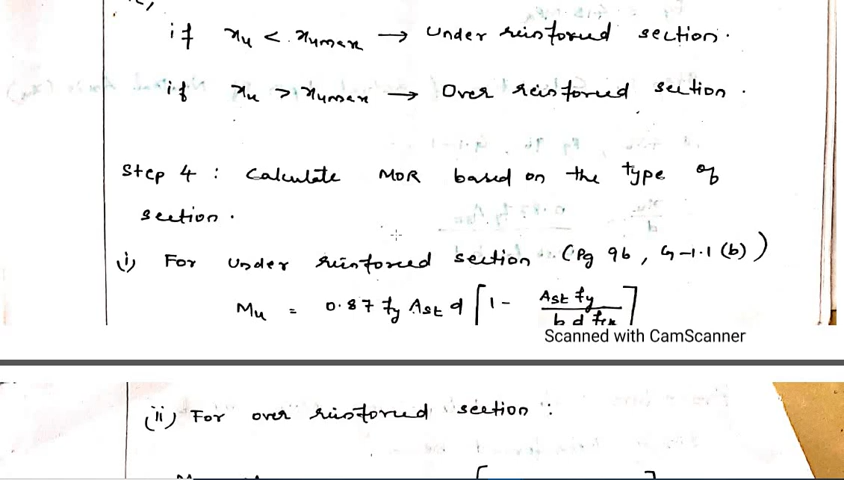 if xu < xumax → Under reinforced section.
if xu > xumax → Over reinforced section.
Step 4 : Calculate MOR based on the type of
section.
(i) For Under reinforced section (Pg 96, G-1.1 (b))
Mu = 0.87 fy Ast d [1 - Ast fy / b d fck]
Scanned with CamScanner
(ii) For over reinforced section :